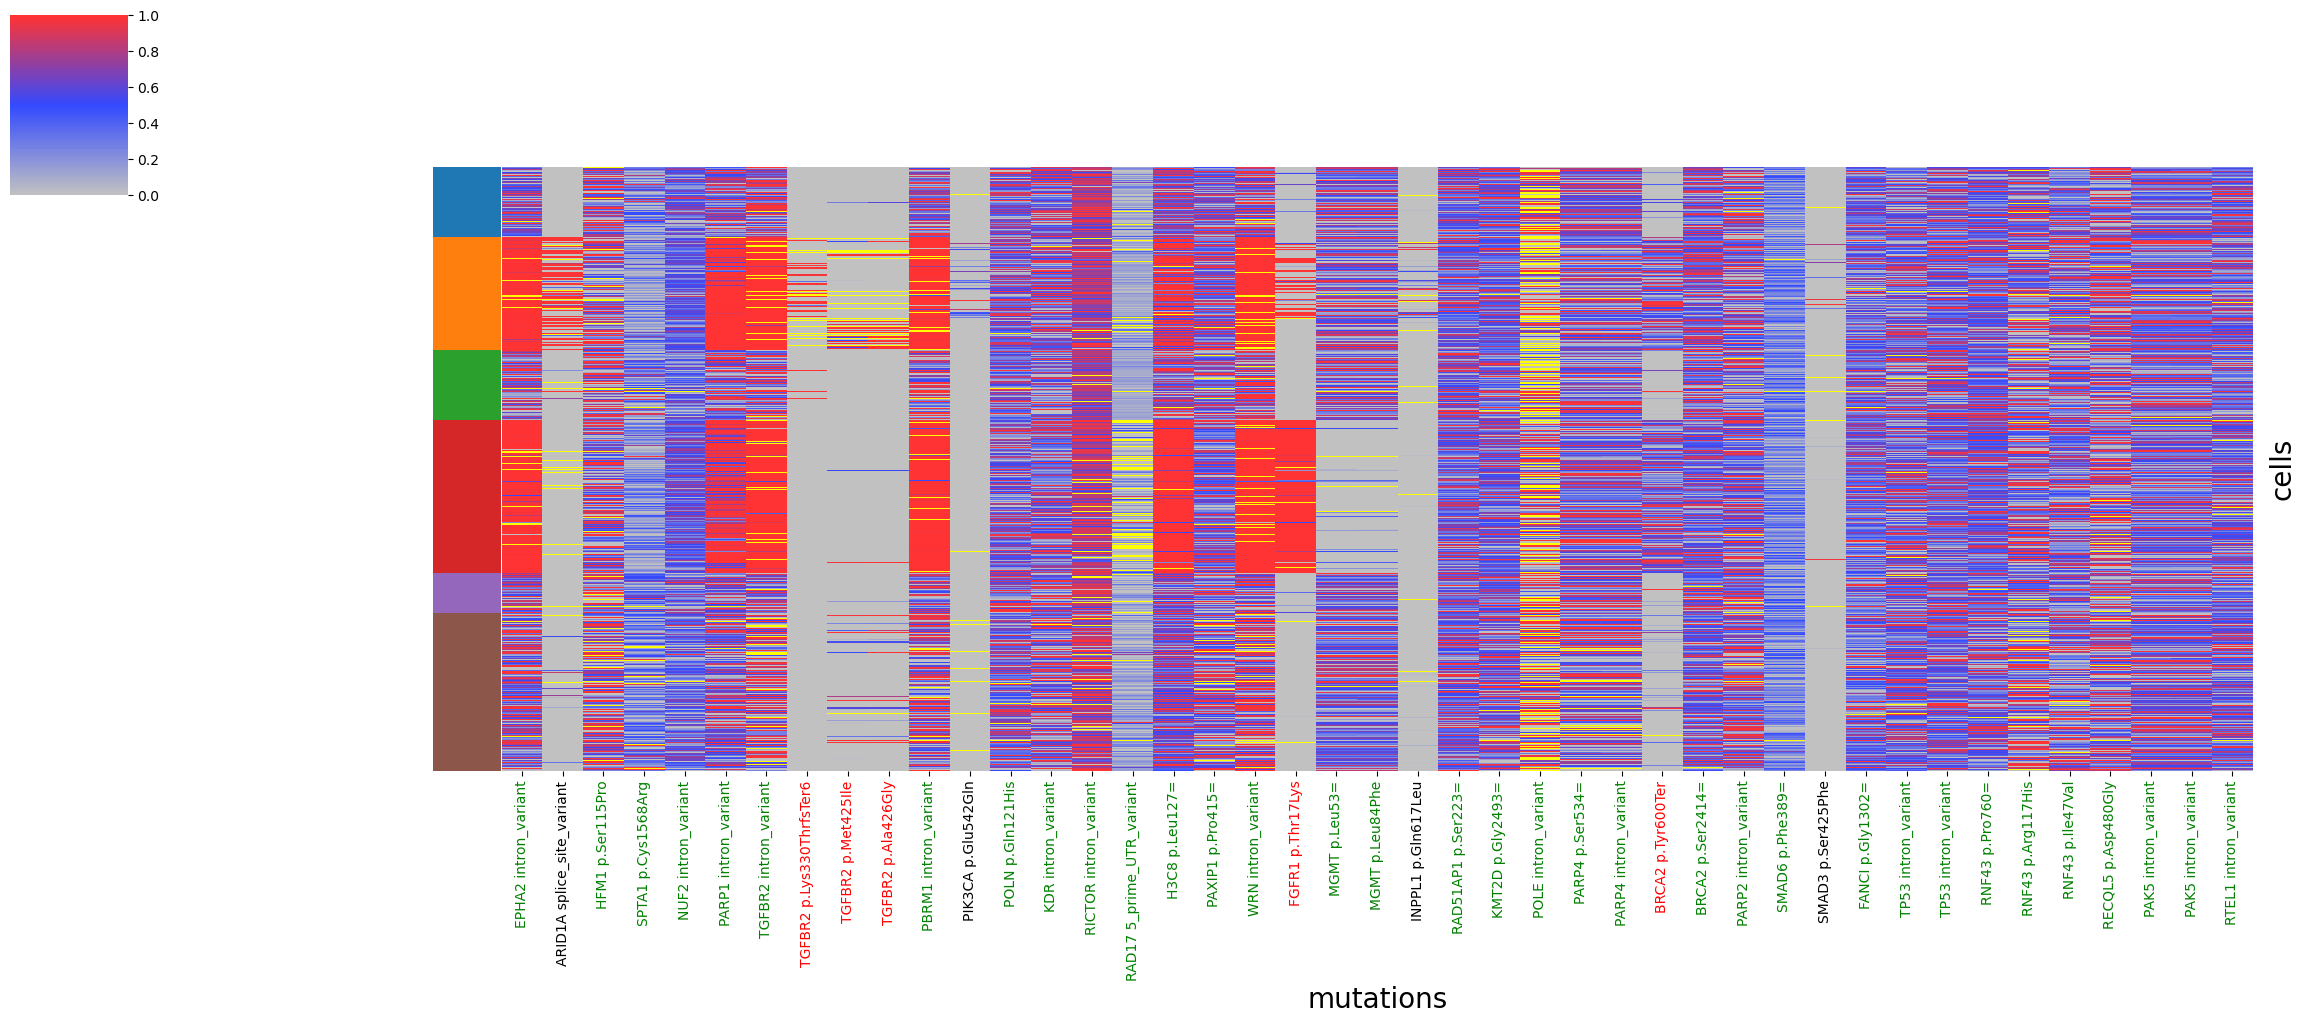 1.0
0.8
0.6
0.4
0.2
0.0
cells
EPHA2 intron_variant
ARID1A splice_site_variant
HFM1 p.Ser115Pro
SPTA1 p.Cys1568Arg
NUF2 intron_variant
PARP1 intron_variant
TGFBR2 intron_variant
TGFBR2 p.Lys330ThrfsTer6
TGFBR2 p.Met425Ile
TGFBR2 p.Ala426Gly
PBRM1 intron_variant
PIK3CA p.Glu542Gln
POLN p.Gln121His
KDR intron_variant
RICTOR intron_variant
RAD17 5_prime_UTR_variant
H3C8 p.Leu127=
PAXIP1 p.Pro415=
WRN intron_variant
FGFR1 p.Thr17Lys
MGMT p.Leu53=
MGMT p.Leu84Phe
INPPL1 p.Gln617Leu
RAD51AP1 p.Ser223=
KMT2D p.Gly2493=
POLE intron_variant
PARP4 p.Ser534=
PARP4 intron_variant
BRCA2 p.Tyr600Ter
BRCA2 p.Ser2414=
PARP2 intron_variant
SMAD6 p.Phe389=
SMAD3 p.Ser425Phe
FANCI p.Gly1302=
TP53 intron_variant
TP53 intron_variant
RNF43 p.Pro760=
RNF43 p.Arg117His
RNF43 p.Ile47Val
RECQL5 p.Asp480Gly
PAK5 intron_variant
PAK5 intron_variant
RTEL1 intron_variant
mutations